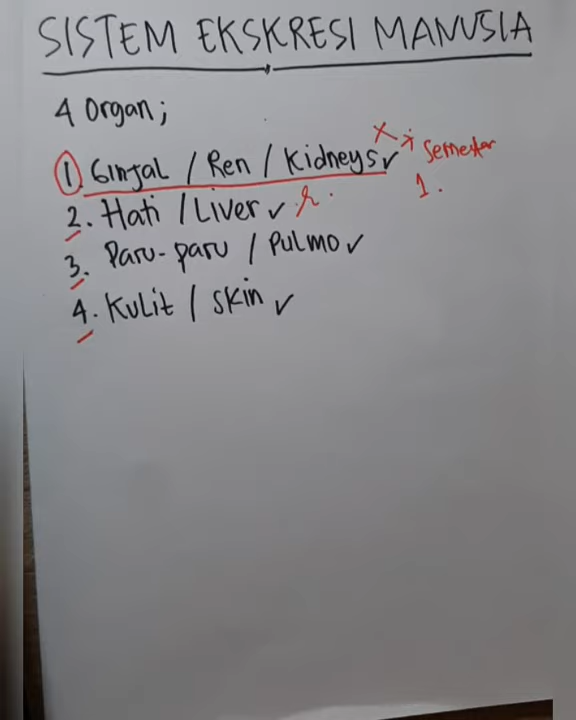 SISTEM EKSKRESI MANUSIA
4 Organ;
1. Ginjal / Ren / Kidneys ✓ Semester
2. Hati / Liver ✓ 1.
3. Paru-paru / Pulmo ✓
4. Kulit / Skin ✓